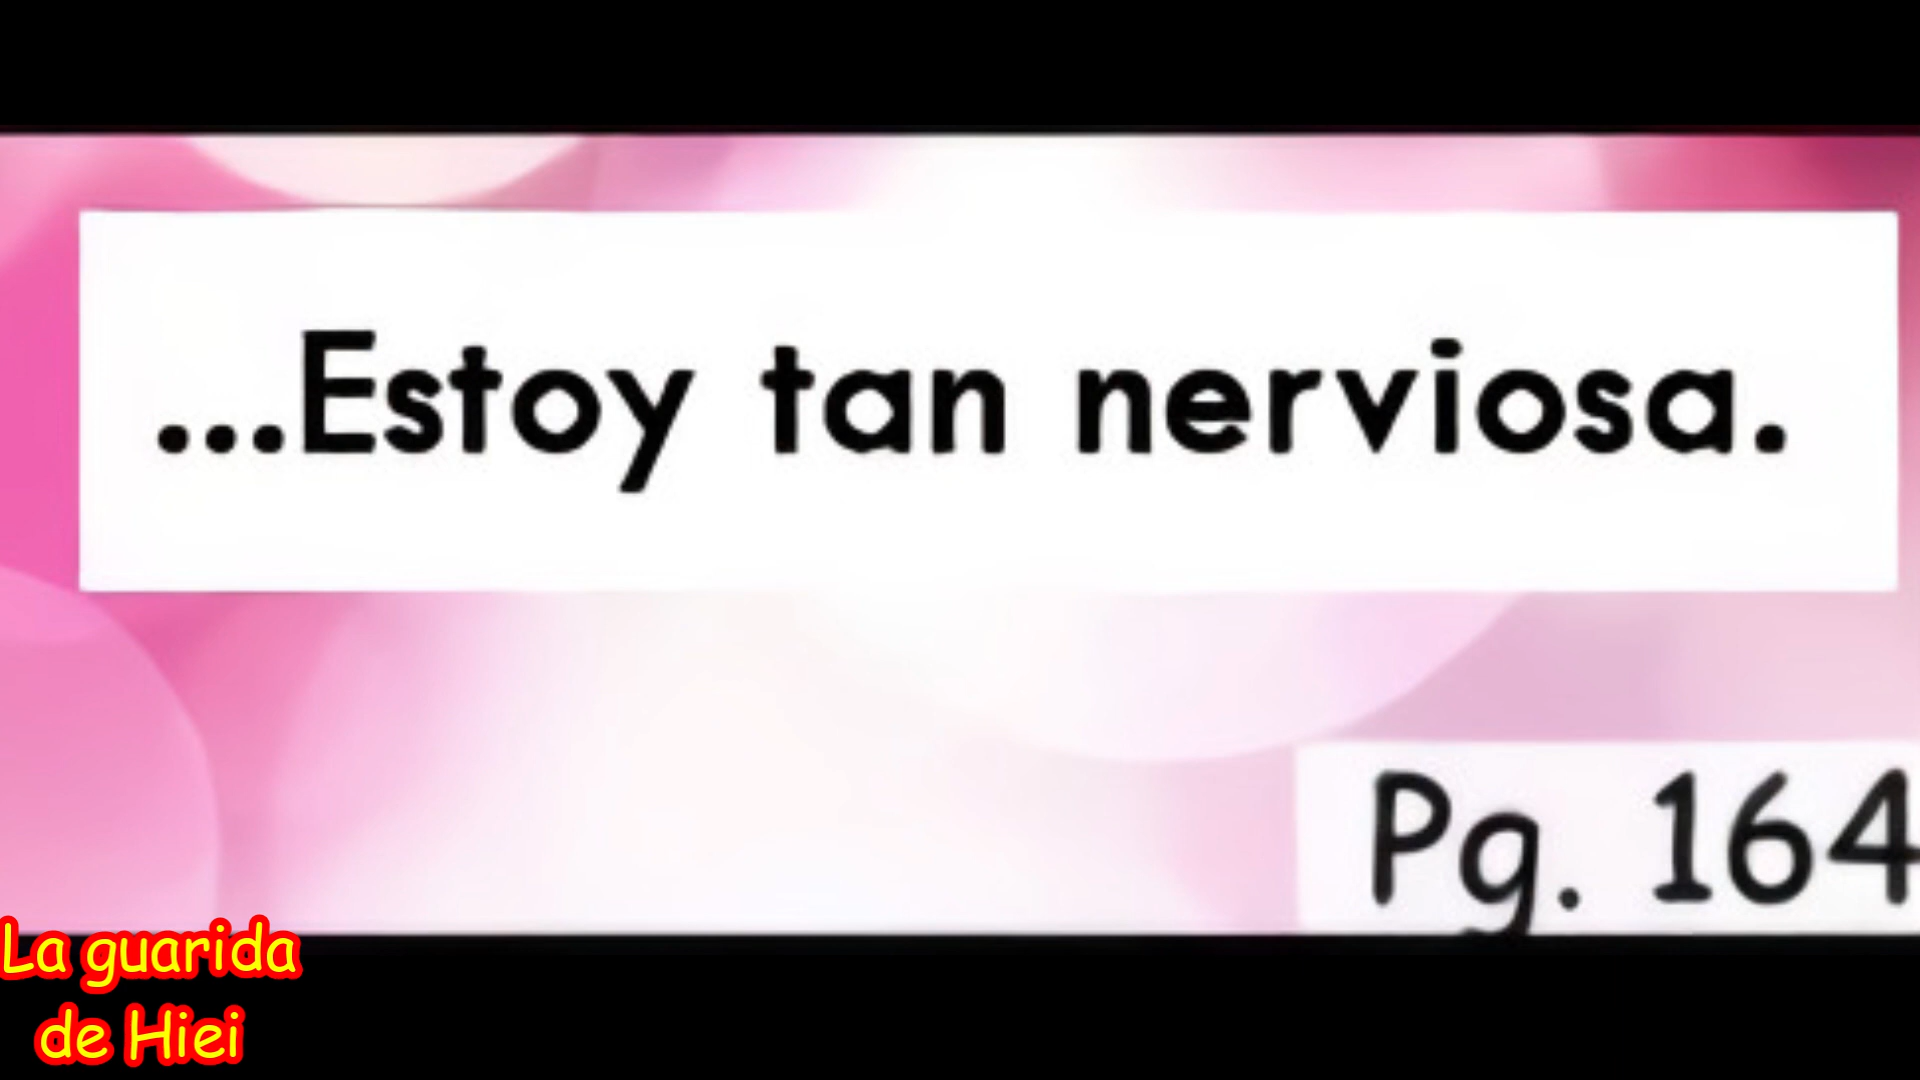 ...Estoy tan nerviosa.
Pg. 164
La guarida
de Hiei